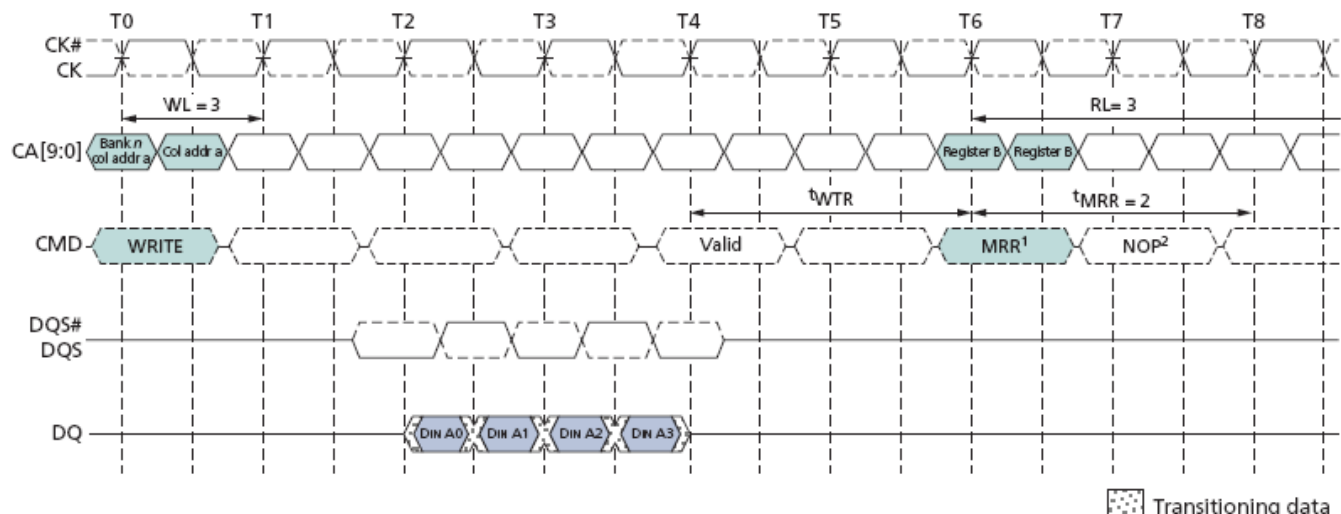 T0 T1 T2 T3 T4 T5 T6 T7 T8
CK#
CK
WL = 3 RL= 3
CA[9:0] Bank n col addr a Col addr a Register B Register B
tWTR tMRR = 2
CMD WRITE Valid MRR1 NOP2
DQS#
DQS
DQ DIN A0 DIN A1 DIN A2 DIN A3
Transitioning data